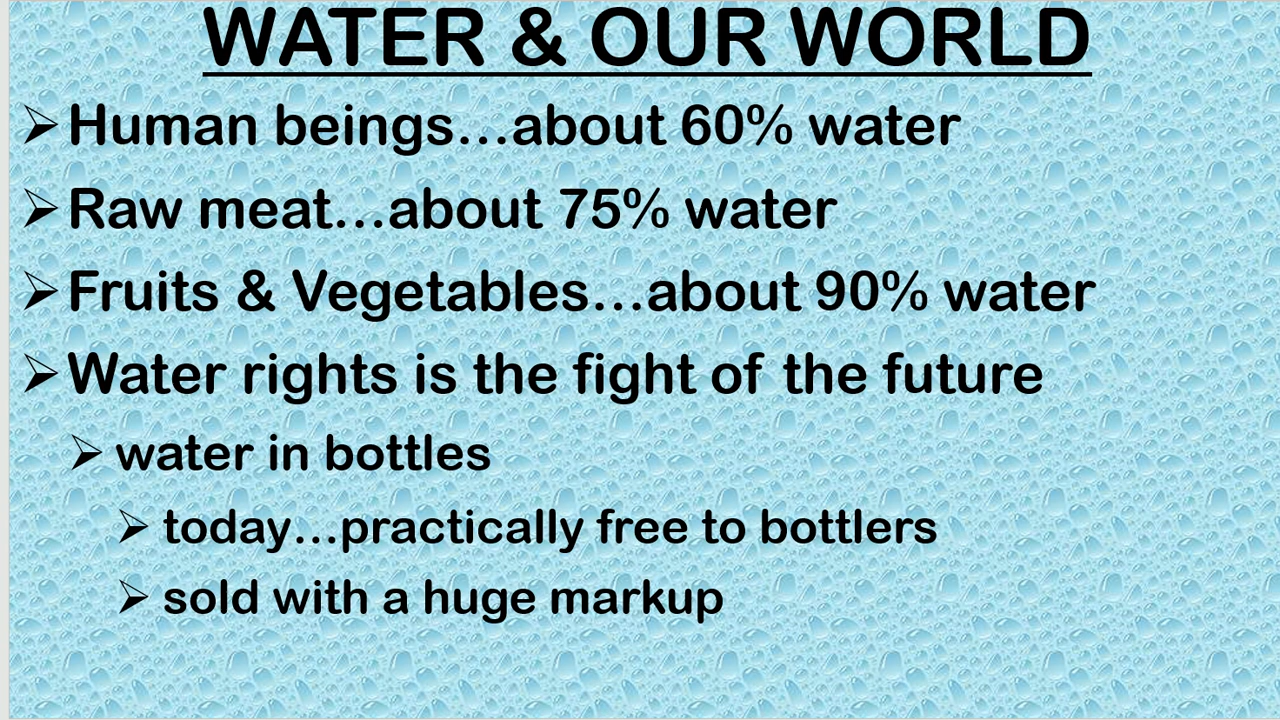 WATER & OUR WORLD
➢Human beings…about 60% water
➢Raw meat…about 75% water
➢Fruits & Vegetables…about 90% water
➢Water rights is the fight of the future
➢water in bottles
➢today…practically free to bottlers
➢sold with a huge markup